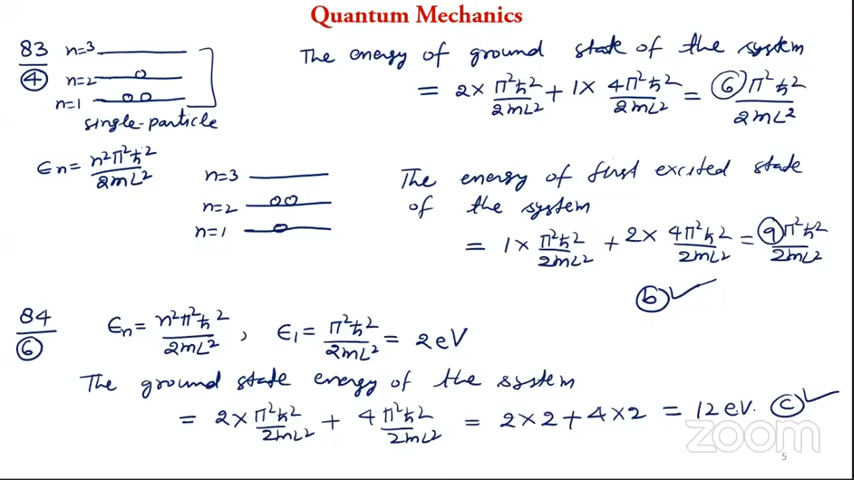 Quantum Mechanics
83
4
n=3
n=2
n=1
single-particle
The energy of ground state of the system
= 2× π²ℏ²/2mL² + 1× 4π²ℏ²/2mL² = 6 π²ℏ²/2mL²
ϵn = n²π²ℏ²/2mL²
n=3
n=2
n=1
The energy of first excited state
of the system
= 1× π²ℏ²/2mL² + 2× 4π²ℏ²/2mL² = 9π²ℏ²/2mL²
b ✓
84
6
ϵn = n²π²ℏ²/2mL² , ϵ1 = π²ℏ²/2mL² = 2eV
The ground state energy of the system
= 2× π²ℏ²/2mL² + 4π²ℏ²/2mL² = 2×2+4×2 = 12 eV. c ✓
zoom
5